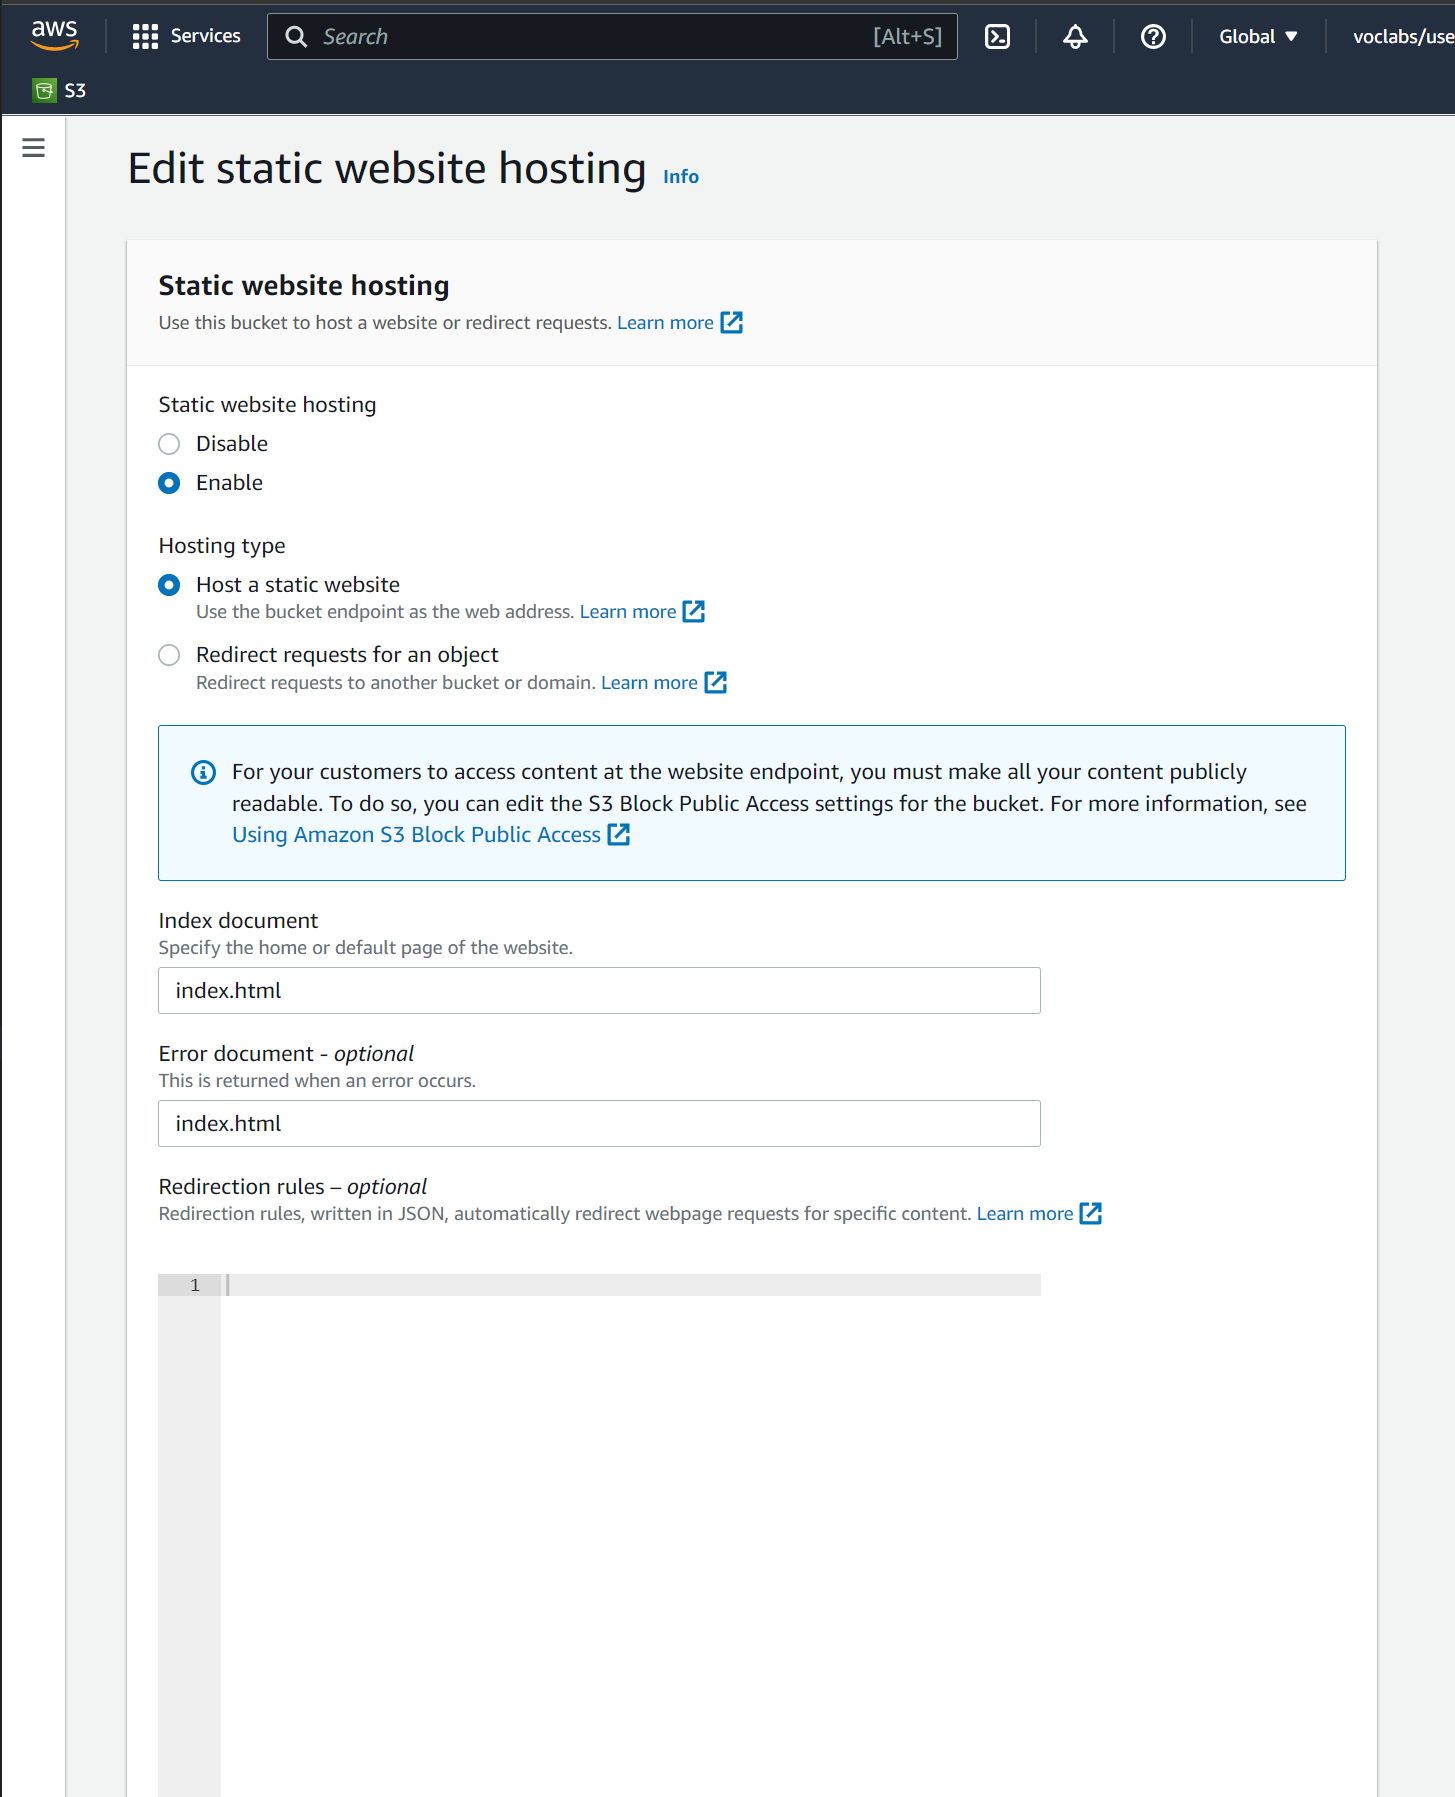 aws
Services
Search
[Alt+S]
Global
voclabs/use
S3
Edit static website hosting
Info
Static website hosting
Use this bucket to host a website or redirect requests. Learn more
Static website hosting
Disable
Enable
Hosting type
Host a static website
Use the bucket endpoint as the web address. Learn more
Redirect requests for an object
Redirect requests to another bucket or domain. Learn more
For your customers to access content at the website endpoint, you must make all your content publicly
readable. To do so, you can edit the S3 Block Public Access settings for the bucket. For more information, see
Using Amazon S3 Block Public Access
Index document
Specify the home or default page of the website.
index.html
Error document - optional
This is returned when an error occurs.
index.html
Redirection rules – optional
Redirection rules, written in JSON, automatically redirect webpage requests for specific content. Learn more
1